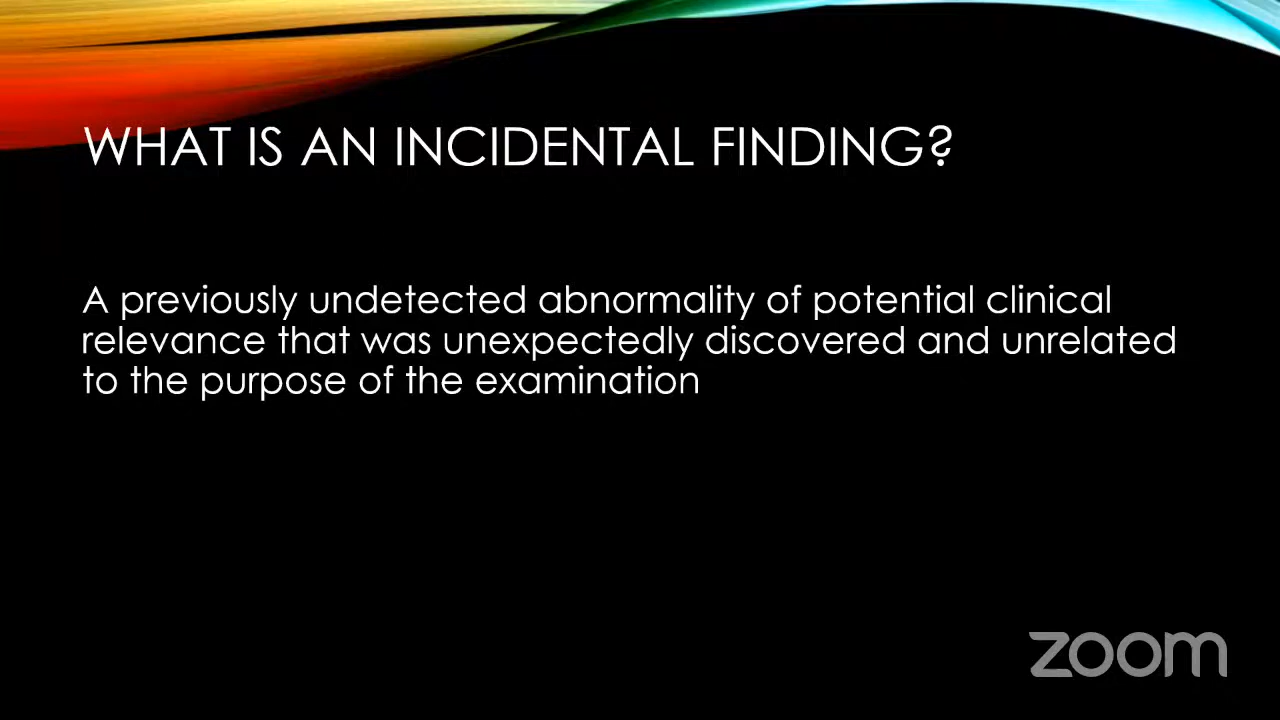 WHAT IS AN INCIDENTAL FINDING?
A previously undetected abnormality of potential clinical
relevance that was unexpectedly discovered and unrelated
to the purpose of the examination
zoom